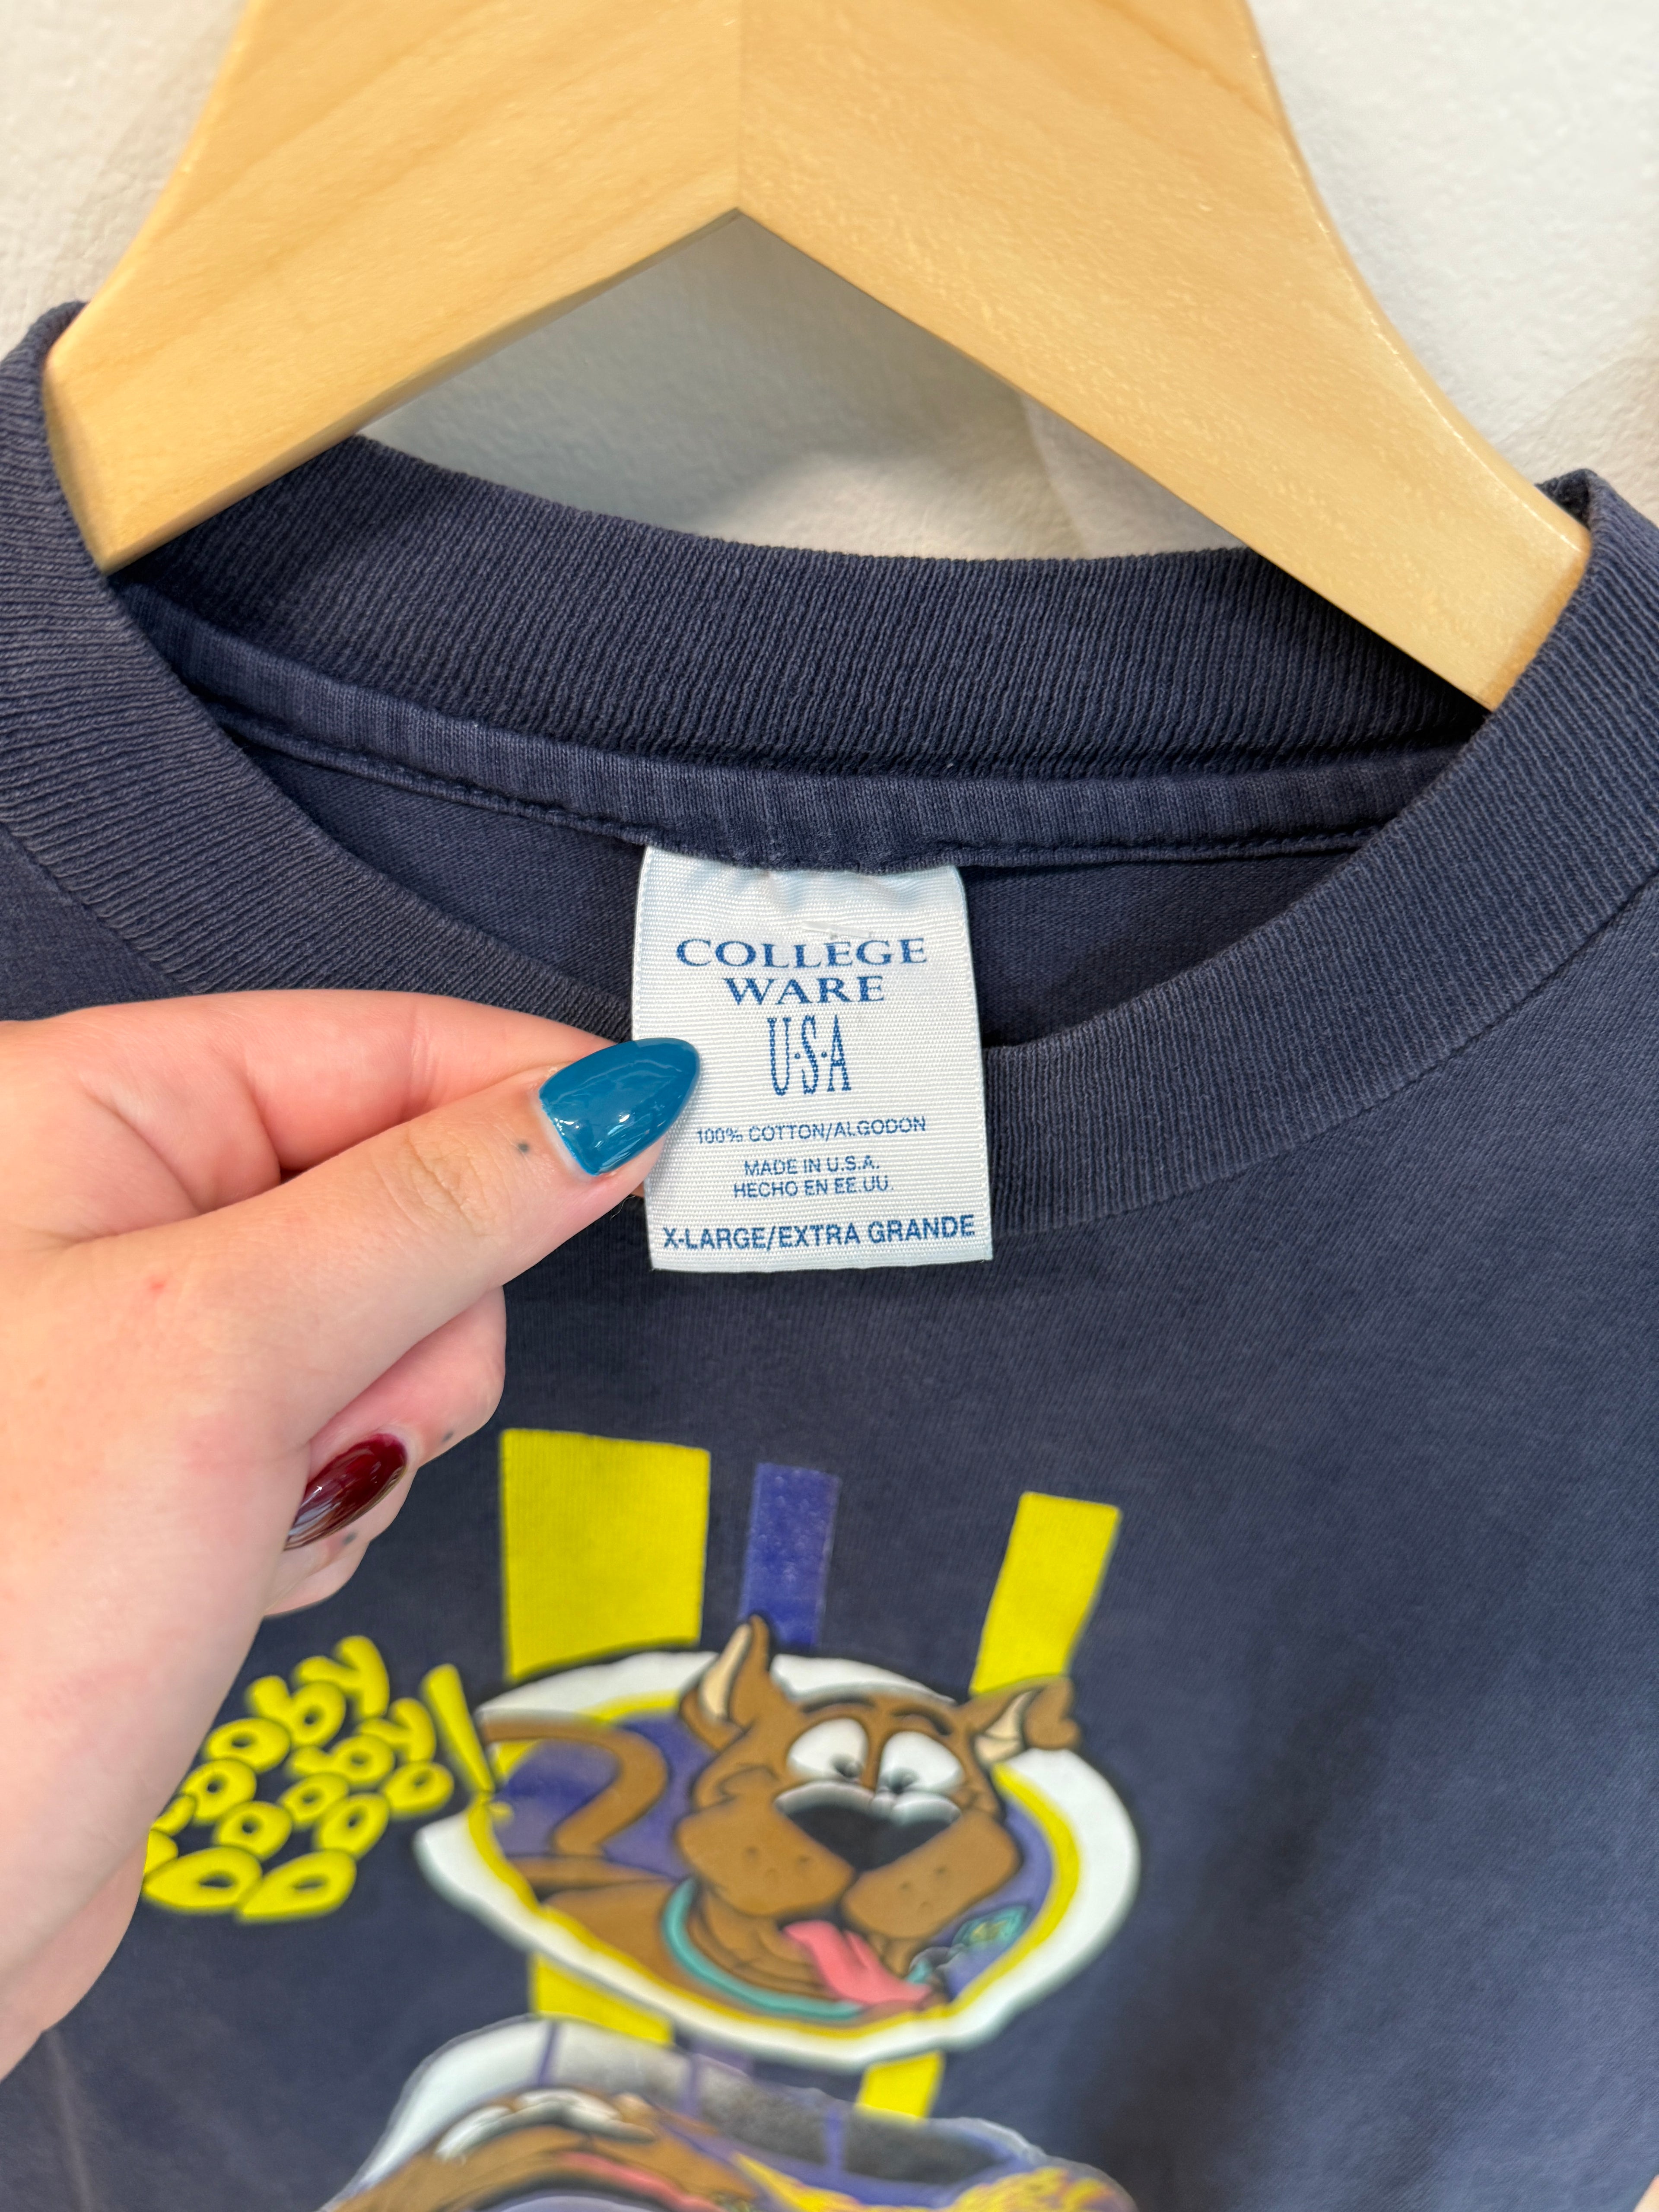 COLLEGE
WARE
U·S·A
100% COTTON/ALGODON
MADE IN U.S.A.
HECHO EN EE.UU.
X-LARGE/EXTRA GRANDE